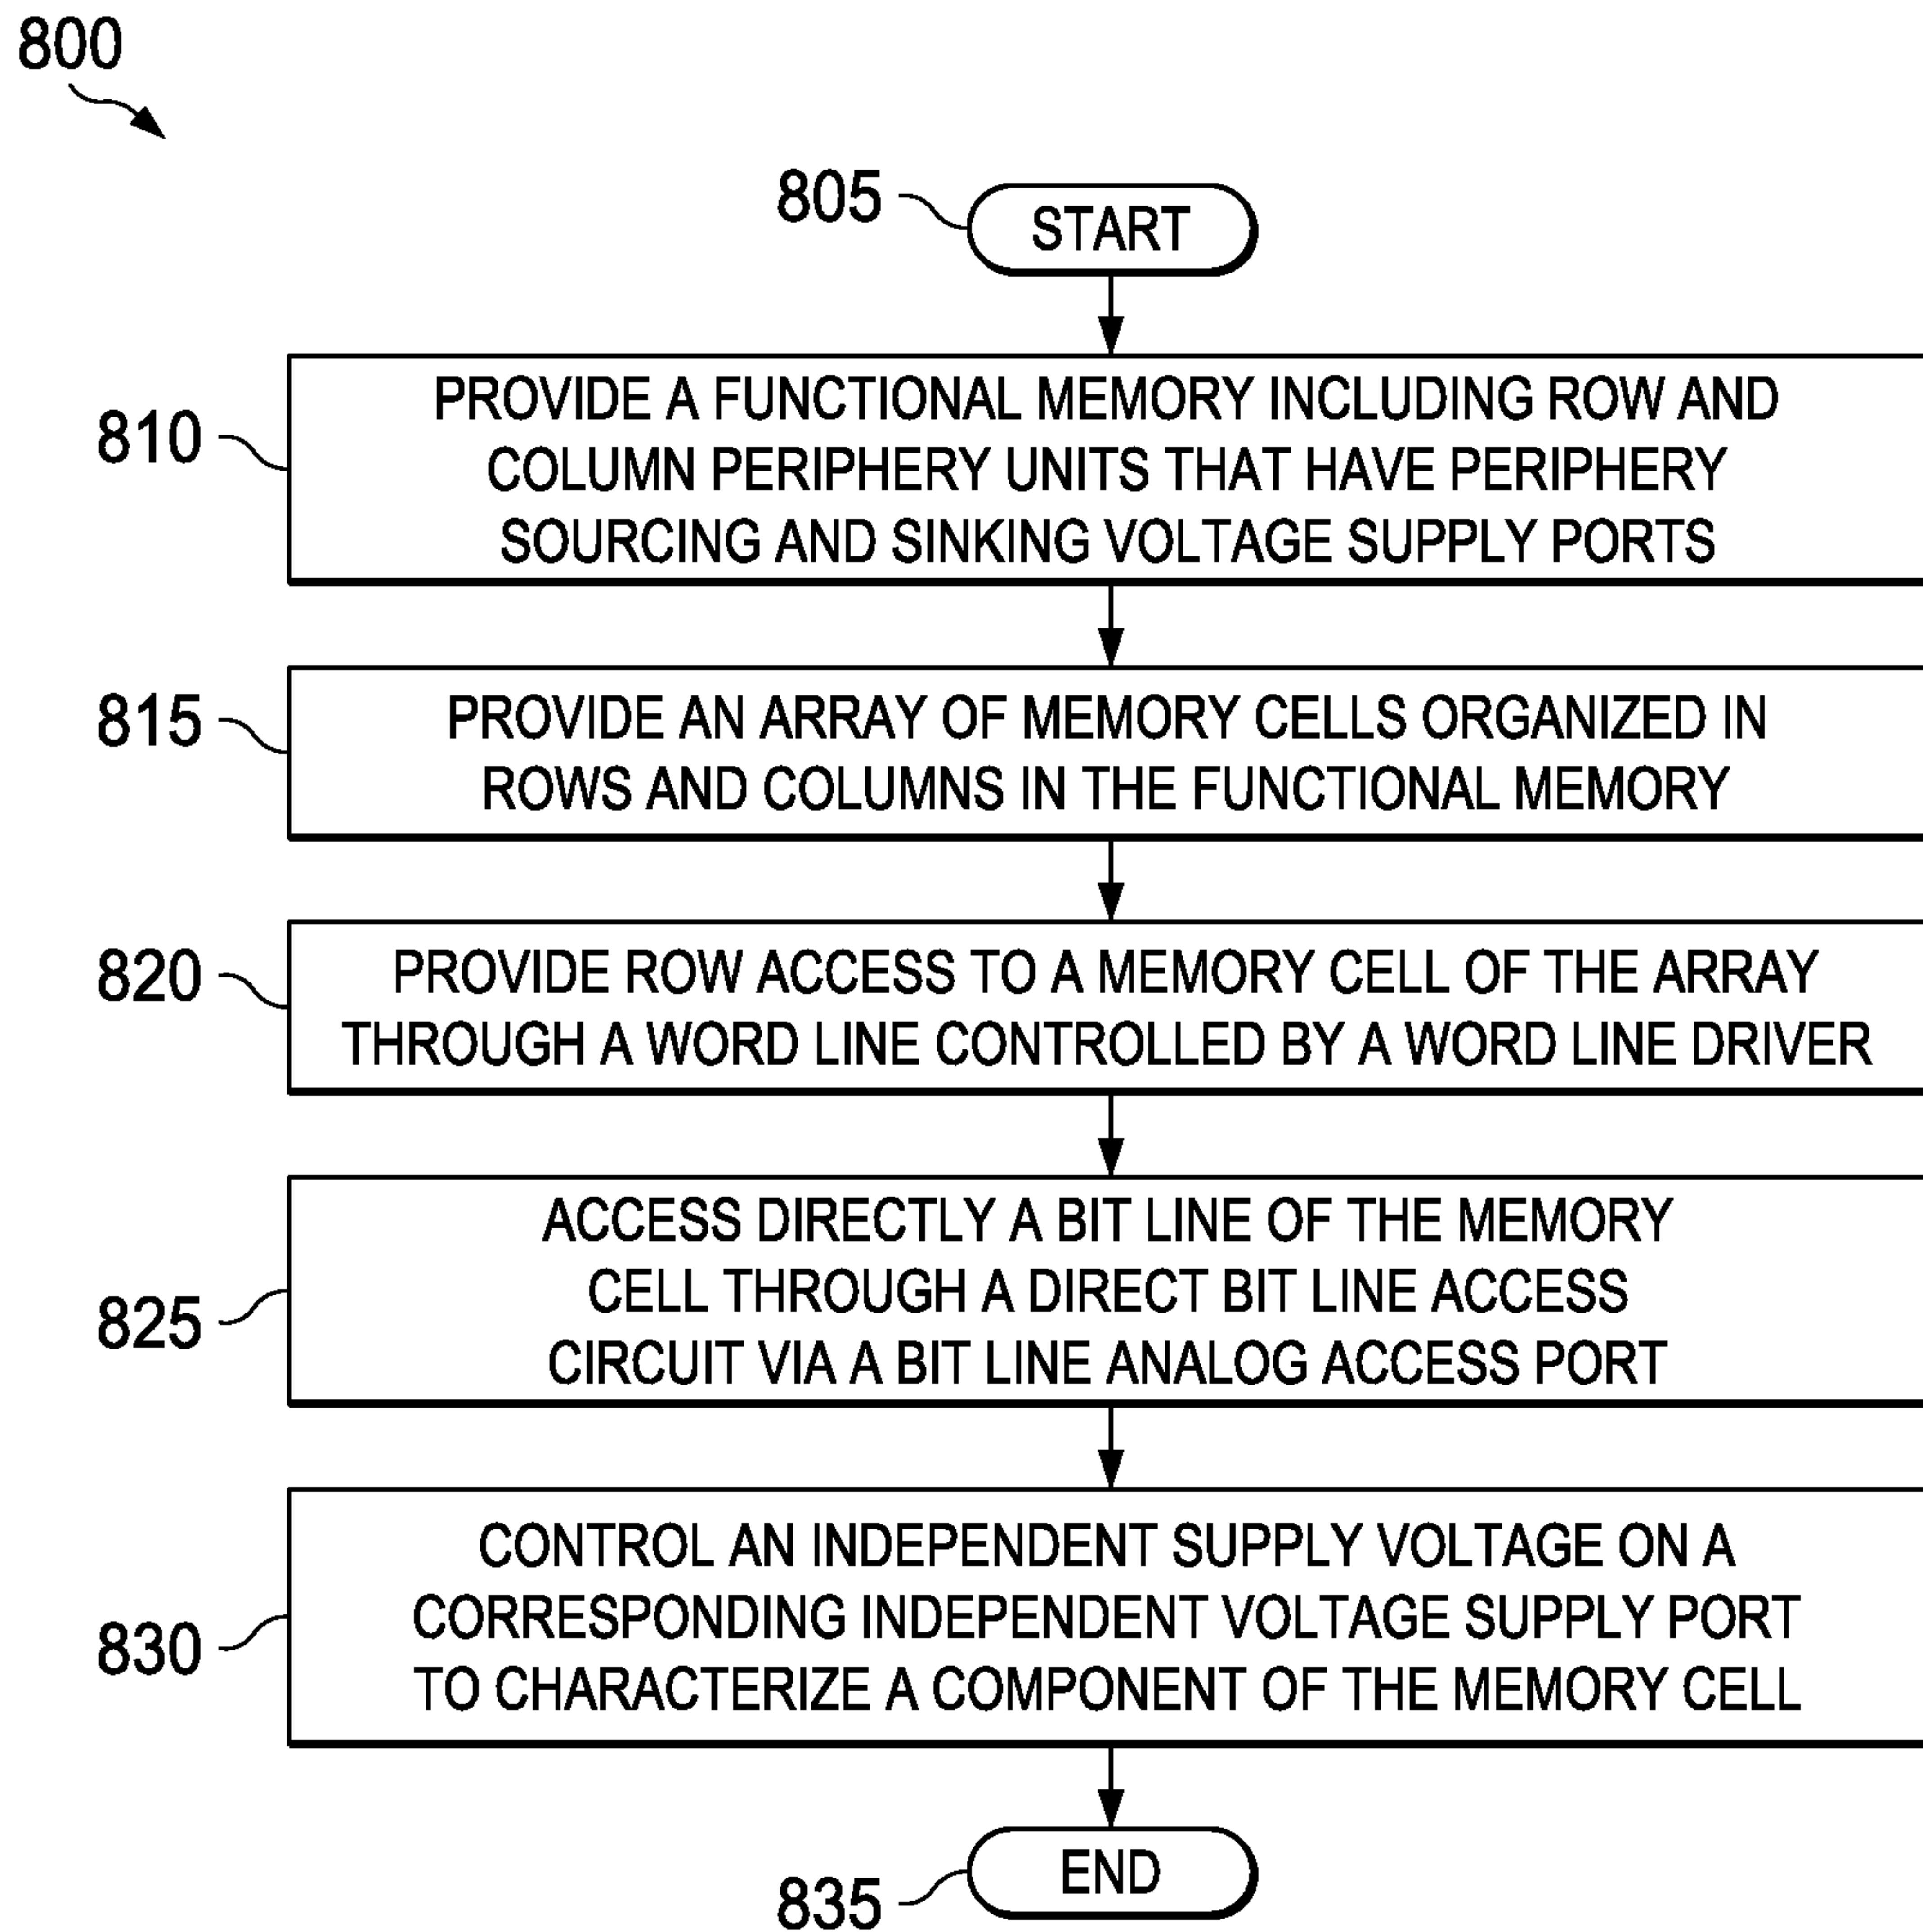 800
805
START
810
PROVIDE A FUNCTIONAL MEMORY INCLUDING ROW AND
COLUMN PERIPHERY UNITS THAT HAVE PERIPHERY
SOURCING AND SINKING VOLTAGE SUPPLY PORTS
815
PROVIDE AN ARRAY OF MEMORY CELLS ORGANIZED IN
ROWS AND COLUMNS IN THE FUNCTIONAL MEMORY
820
PROVIDE ROW ACCESS TO A MEMORY CELL OF THE ARRAY
THROUGH A WORD LINE CONTROLLED BY A WORD LINE DRIVER
825
ACCESS DIRECTLY A BIT LINE OF THE MEMORY
CELL THROUGH A DIRECT BIT LINE ACCESS
CIRCUIT VIA A BIT LINE ANALOG ACCESS PORT
830
CONTROL AN INDEPENDENT SUPPLY VOLTAGE ON A
CORRESPONDING INDEPENDENT VOLTAGE SUPPLY PORT
TO CHARACTERIZE A COMPONENT OF THE MEMORY CELL
835
END